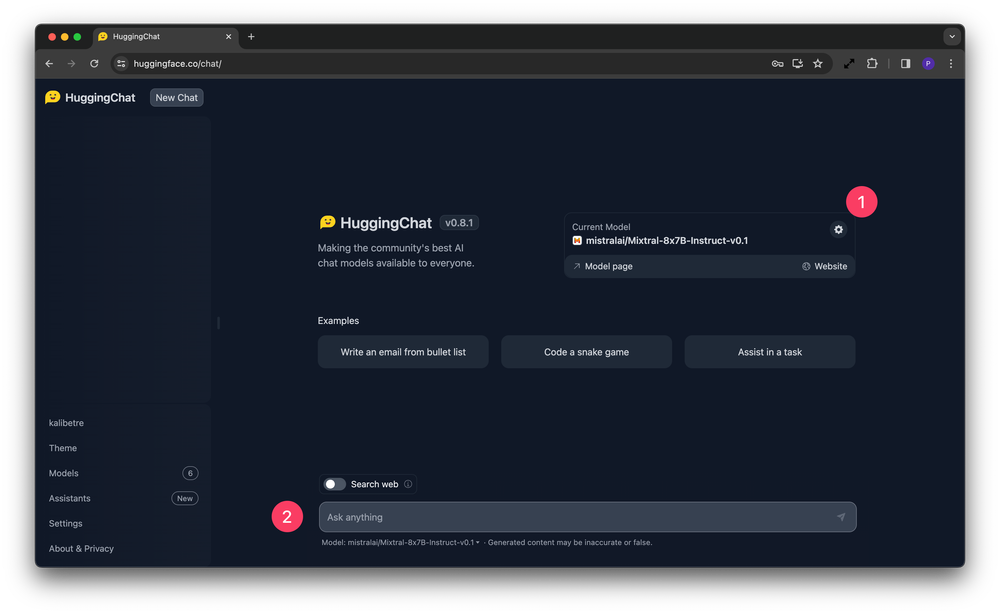 HuggingChat
huggingface.co/chat/
P
HuggingChat
New Chat
1
HuggingChat v0.8.1
Making the community's best AI
chat models available to everyone.
Current Model
mistralai/Mixtral-8x7B-Instruct-v0.1
Model page
Website
Examples
Write an email from bullet list
Code a snake game
Assist in a task
kalibetre
Theme
Models 6
Assistants New
Settings
About & Privacy
Search web
2
Ask anything
Model: mistralai/Mixtral-8x7B-Instruct-v0.1 · Generated content may be inaccurate or false.